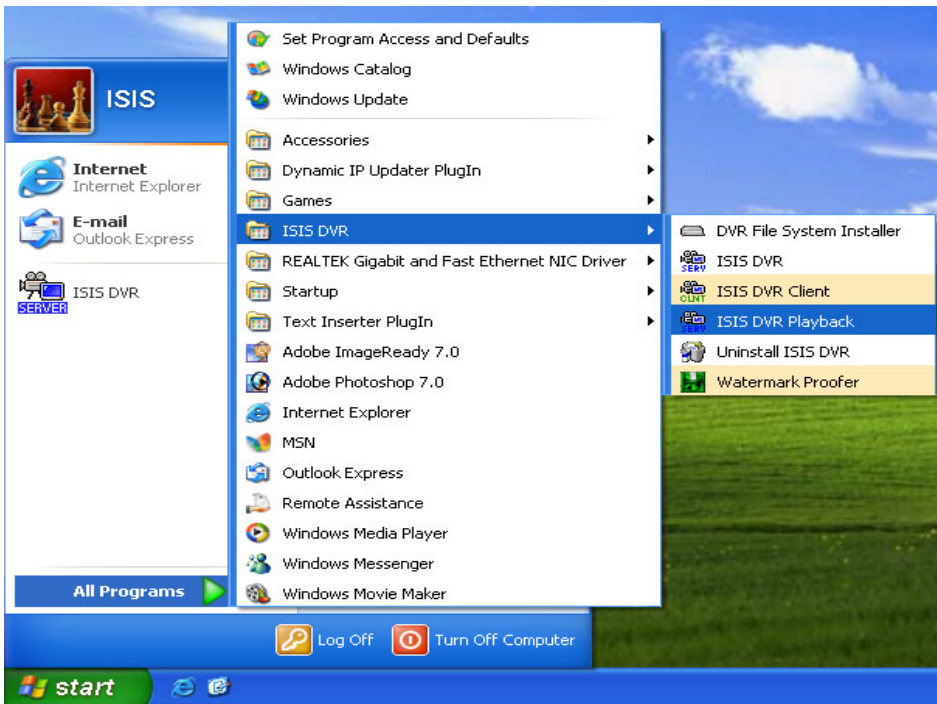 ISIS
Internet
Internet Explorer
E-mail
Outlook Express
SERVER
ISIS DVR
All Programs
Set Program Access and Defaults
Windows Catalog
Windows Update
Accessories
Dynamic IP Updater PlugIn
Games
ISIS DVR
REALTEK Gigabit and Fast Ethernet NIC Driver
Startup
Text Inserter PlugIn
Adobe ImageReady 7.0
Adobe Photoshop 7.0
Internet Explorer
MSN
Outlook Express
Remote Assistance
Windows Media Player
Windows Messenger
Windows Movie Maker
DVR File System Installer
SERV
ISIS DVR
CLNT
ISIS DVR Client
SERV
ISIS DVR Playback
Uninstall ISIS DVR
Watermark Proofer
Log Off
Turn Off Computer
start